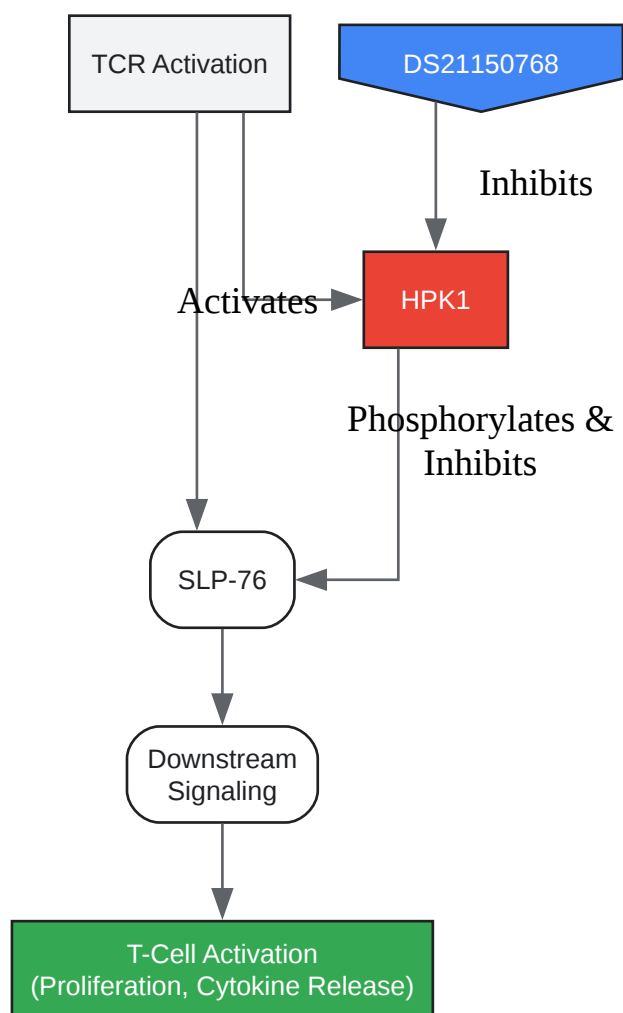 TCR Activation
DS21150768
Inhibits
Activates
HPK1
Phosphorylates &
Inhibits
SLP-76
Downstream
Signaling
T-Cell Activation
(Proliferation, Cytokine Release)